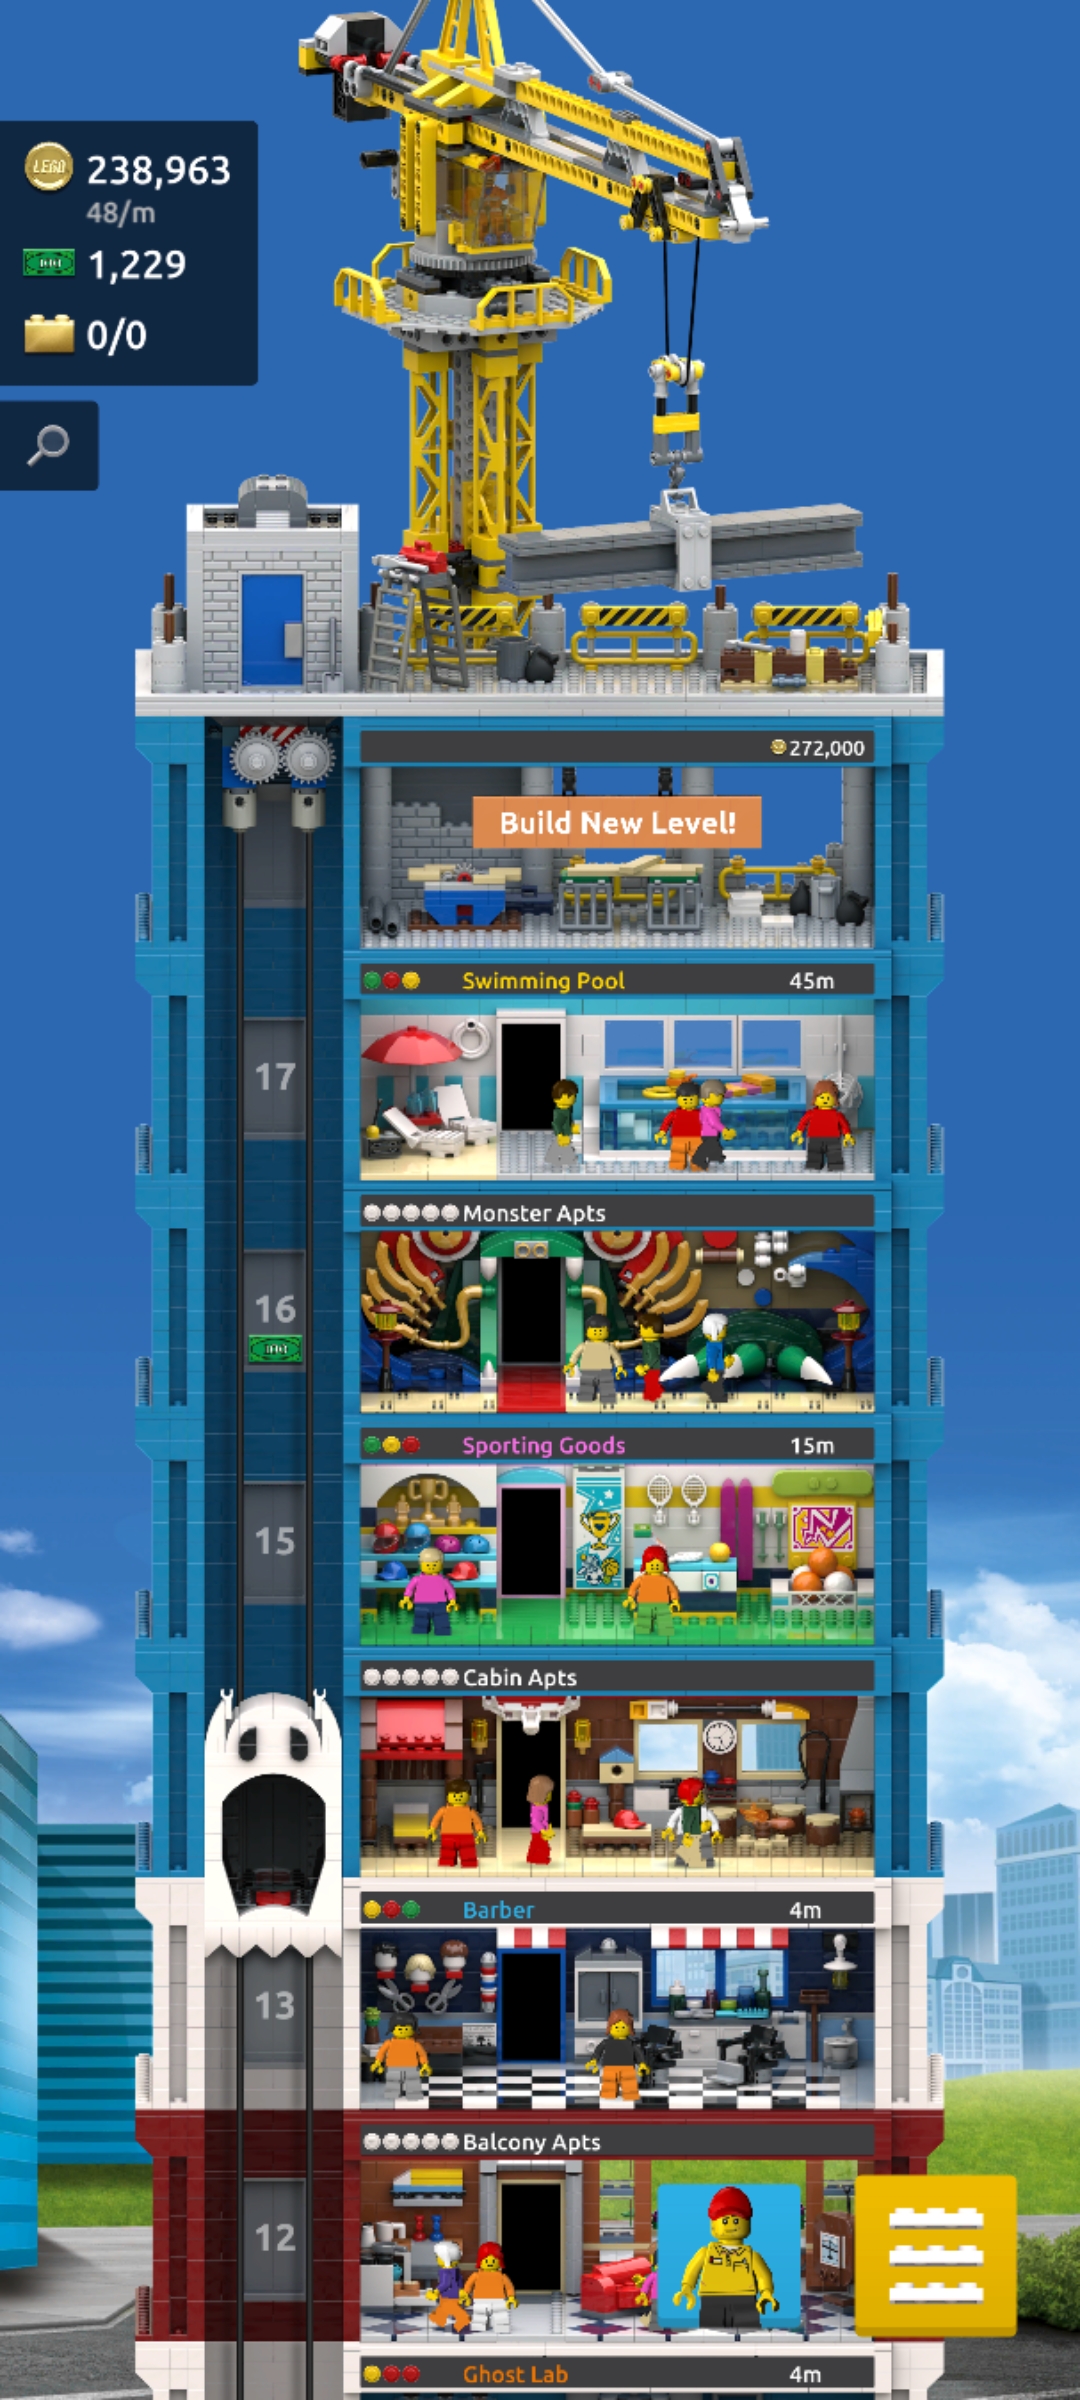 LEGO 238,963
48/m
1,229
0/0
272,000
Build New Level!
Swimming Pool 45m
17
Monster Apts
16
Sporting Goods 15m
15
Cabin Apts
Barber 4m
13
Balcony Apts
12
Ghost Lab 4m